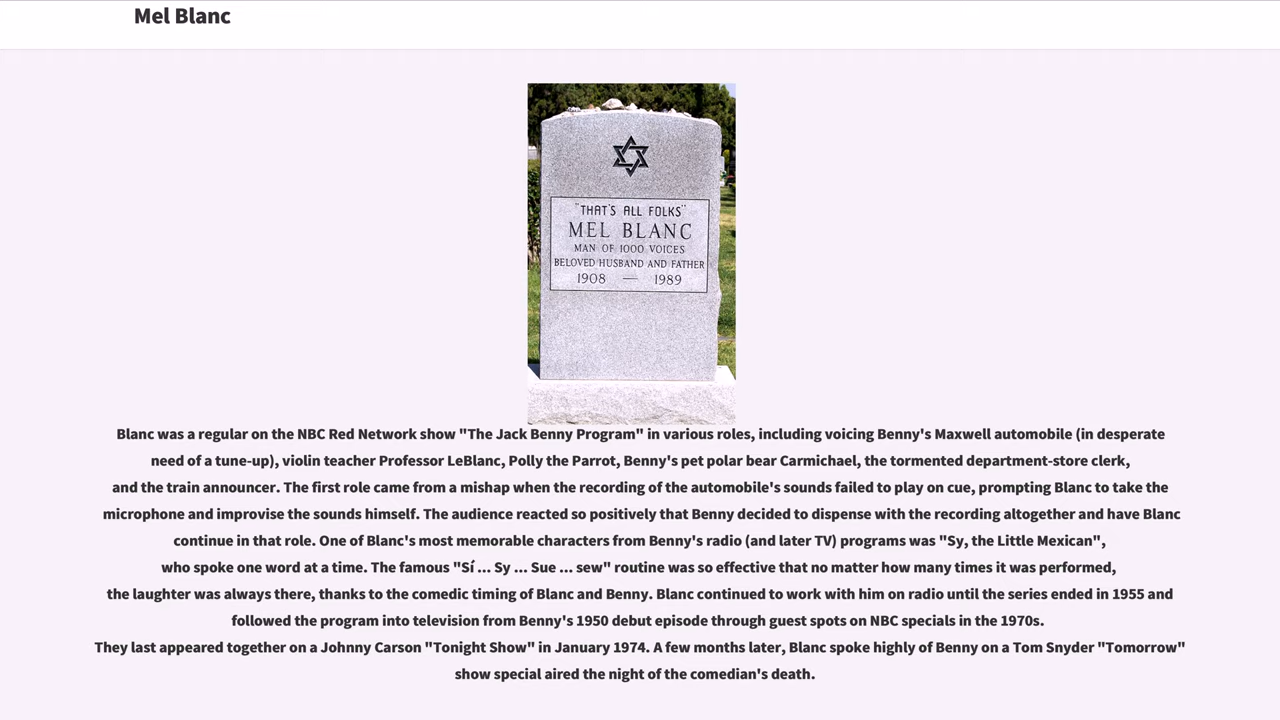 Mel Blanc
"THAT'S ALL FOLKS"
MEL BLANC
MAN OF 1000 VOICES
BELOVED HUSBAND AND FATHER
1908 — 1989
Blanc was a regular on the NBC Red Network show "The Jack Benny Program" in various roles, including voicing Benny's Maxwell automobile (in desperate
need of a tune-up), violin teacher Professor LeBlanc, Polly the Parrot, Benny's pet polar bear Carmichael, the tormented department-store clerk,
and the train announcer. The first role came from a mishap when the recording of the automobile's sounds failed to play on cue, prompting Blanc to take the
microphone and improvise the sounds himself. The audience reacted so positively that Benny decided to dispense with the recording altogether and have Blanc
continue in that role. One of Blanc's most memorable characters from Benny's radio (and later TV) programs was "Sy, the Little Mexican",
who spoke one word at a time. The famous "Sí ... Sy ... Sue ... sew" routine was so effective that no matter how many times it was performed,
the laughter was always there, thanks to the comedic timing of Blanc and Benny. Blanc continued to work with him on radio until the series ended in 1955 and
followed the program into television from Benny's 1950 debut episode through guest spots on NBC specials in the 1970s.
They last appeared together on a Johnny Carson "Tonight Show" in January 1974. A few months later, Blanc spoke highly of Benny on a Tom Snyder "Tomorrow"
show special aired the night of the comedian's death.